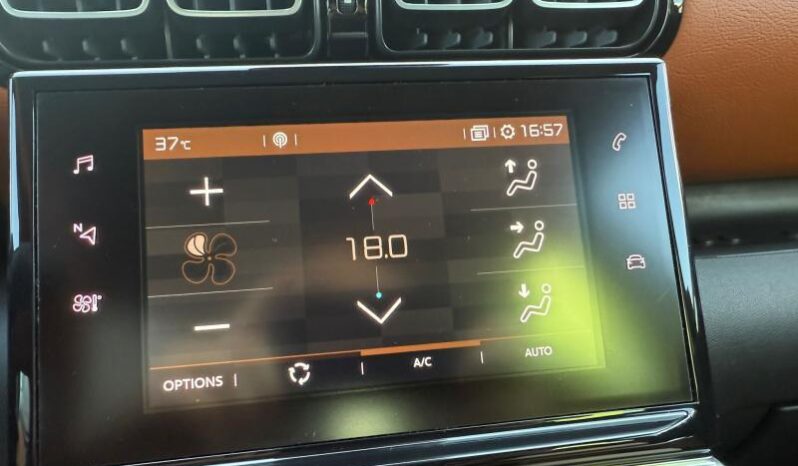 37°C 16:57
N
18.0
OPTIONS A/C AUTO